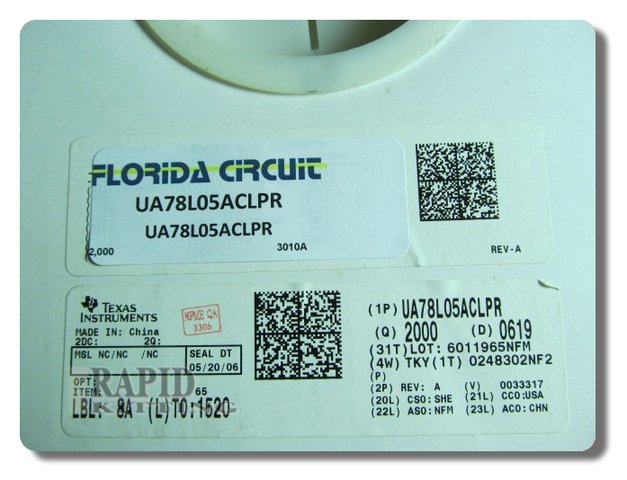 FLORIDA CIRCUIT
UA78L05ACLPR
UA78L05ACLPR
2,000
3010A
REV-A
TEXAS
INSTRUMENTS
MADE IN: China
2DC: 2Q:
MSL NC/NC /NC
SEAL DT
05/20/06
OPT:
ITEM: 65
LBL: 8A (L)TO:1520
NPME QA
3305
(1P) UA78L05ACLPR
(Q) 2000 (D) 0619
(31T)LOT: 6011965NFM
(4W) TKY(1T) 0248302NF2
(P)
(2P) REV: A (V) 0033317
(20L) CSO:SHE (21L) CCO:USA
(22L) ASO:NFM (23L) ACO:CHN
RAPID